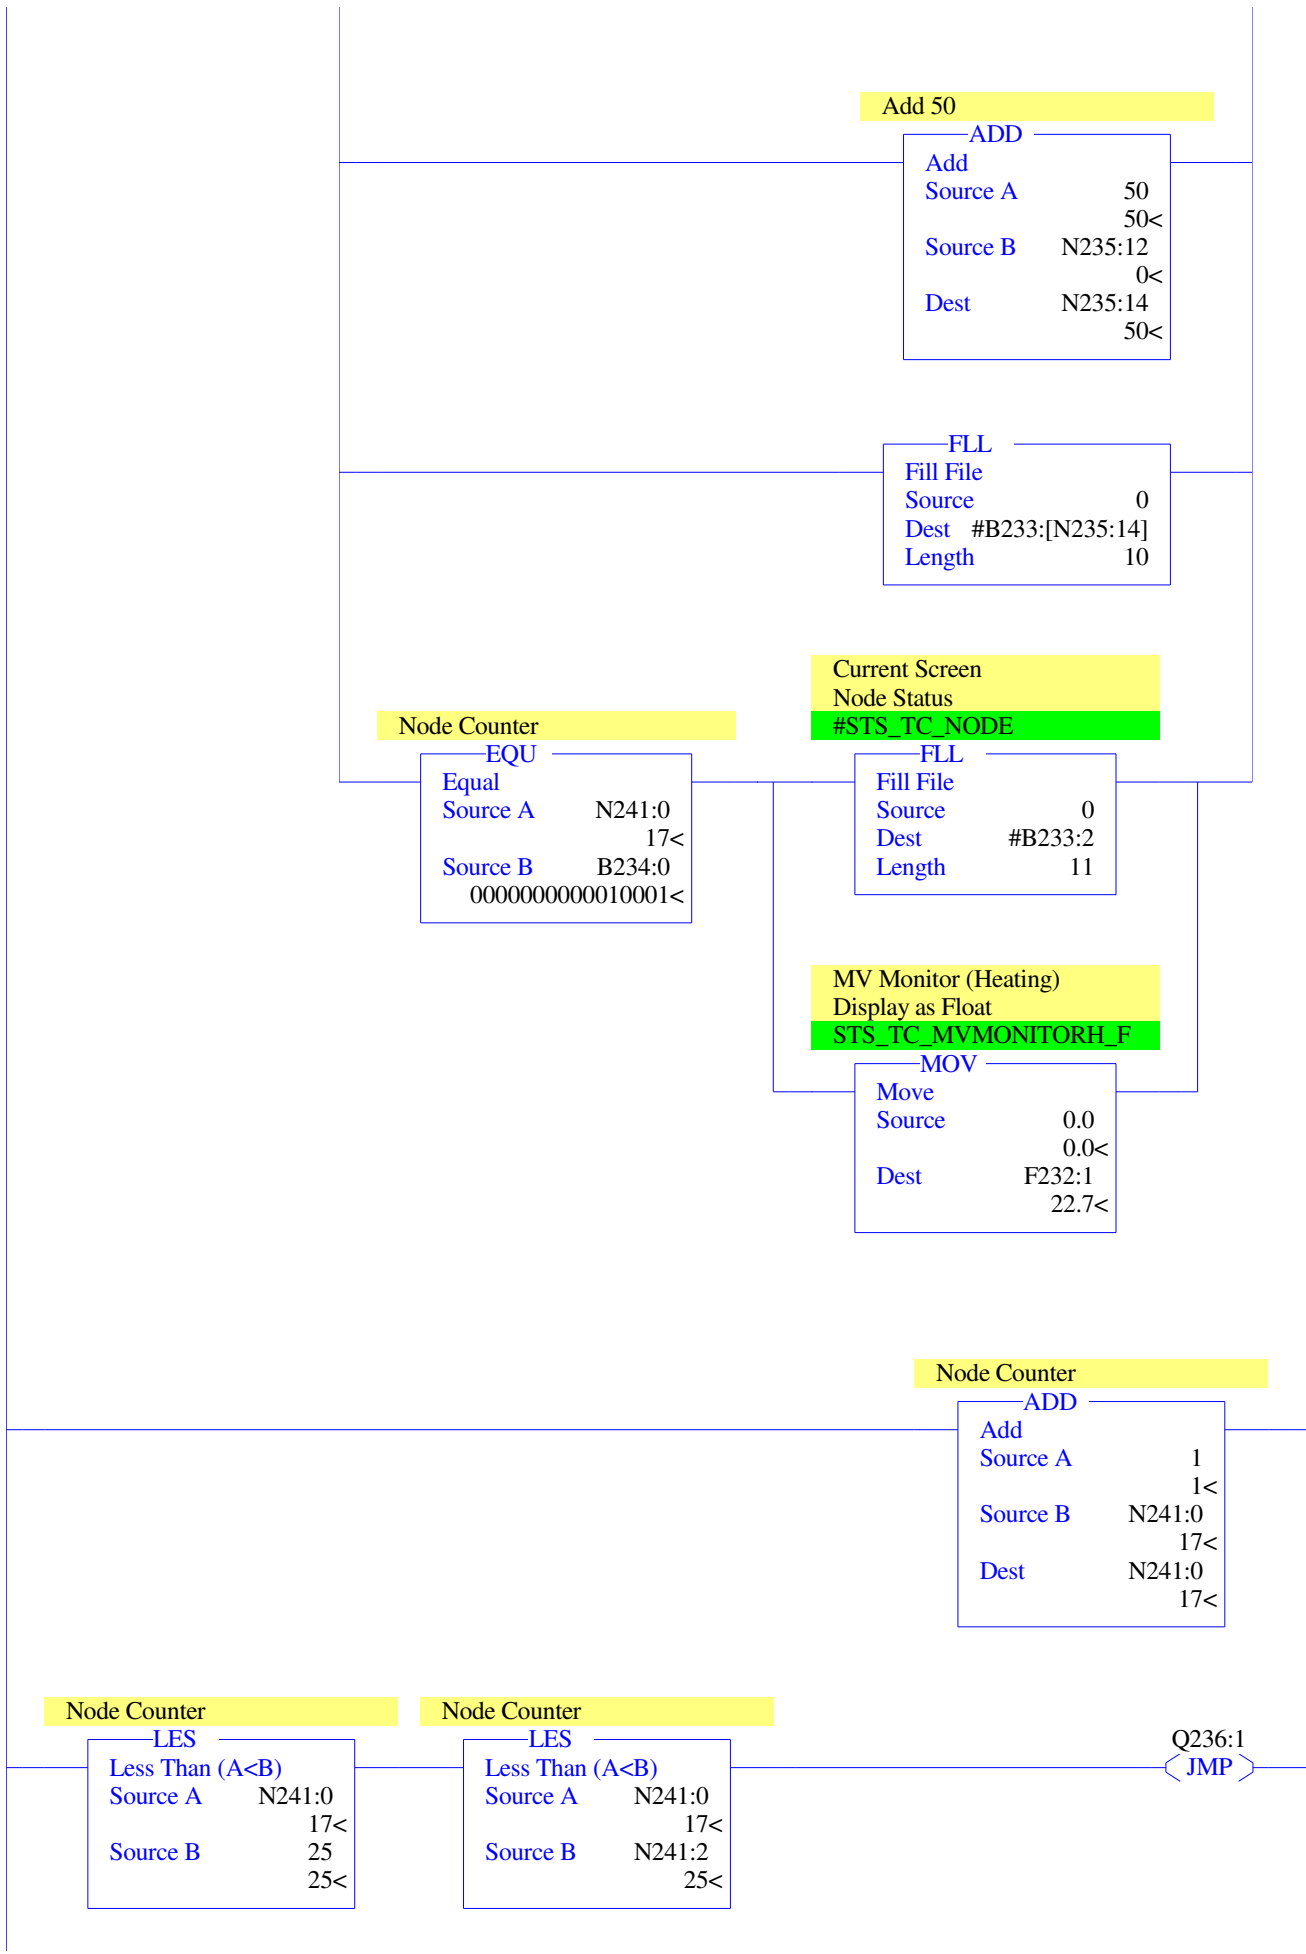 Add 50
ADD
Add
Source A 50
50<
Source B N235:12
0<
Dest N235:14
50<
FLL
Fill File
Source 0
Dest #B233:[N235:14]
Length 10
Node Counter
EQU
Equal
Source A N241:0
17<
Source B B234:0
0000000000010001<
Current Screen
Node Status
#STS_TC_NODE
FLL
Fill File
Source 0
Dest #B233:2
Length 11
MV Monitor (Heating)
Display as Float
STS_TC_MVMONITORH_F
MOV
Move
Source 0.0
0.0<
Dest F232:1
22.7<
Node Counter
ADD
Add
Source A 1
1<
Source B N241:0
17<
Dest N241:0
17<
Node Counter
LES
Less Than (A<B)
Source A N241:0
17<
Source B 25
25<
Node Counter
LES
Less Than (A<B)
Source A N241:0
17<
Source B N241:2
25<
Q236:1
JMP